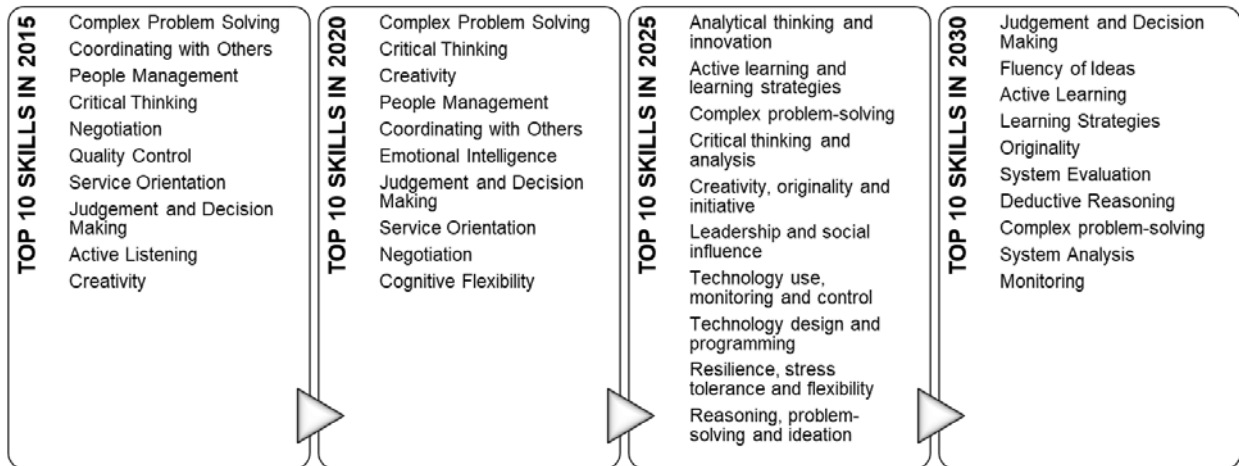 TOP 10 SKILLS IN 2015
Complex Problem Solving
Coordinating with Others
People Management
Critical Thinking
Negotiation
Quality Control
Service Orientation
Judgement and Decision
Making
Active Listening
Creativity
TOP 10 SKILLS IN 2020
Complex Problem Solving
Critical Thinking
Creativity
People Management
Coordinating with Others
Emotional Intelligence
Judgement and Decision
Making
Service Orientation
Negotiation
Cognitive Flexibility
TOP 10 SKILLS IN 2025
Analytical thinking and
innovation
Active learning and
learning strategies
Complex problem-solving
Critical thinking and
analysis
Creativity, originality and
initiative
Leadership and social
influence
Technology use,
monitoring and control
Technology design and
programming
Resilience, stress
tolerance and flexibility
Reasoning, problem-
solving and ideation
TOP 10 SKILLS IN 2030
Judgement and Decision
Making
Fluency of Ideas
Active Learning
Learning Strategies
Originality
System Evaluation
Deductive Reasoning
Complex problem-solving
System Analysis
Monitoring